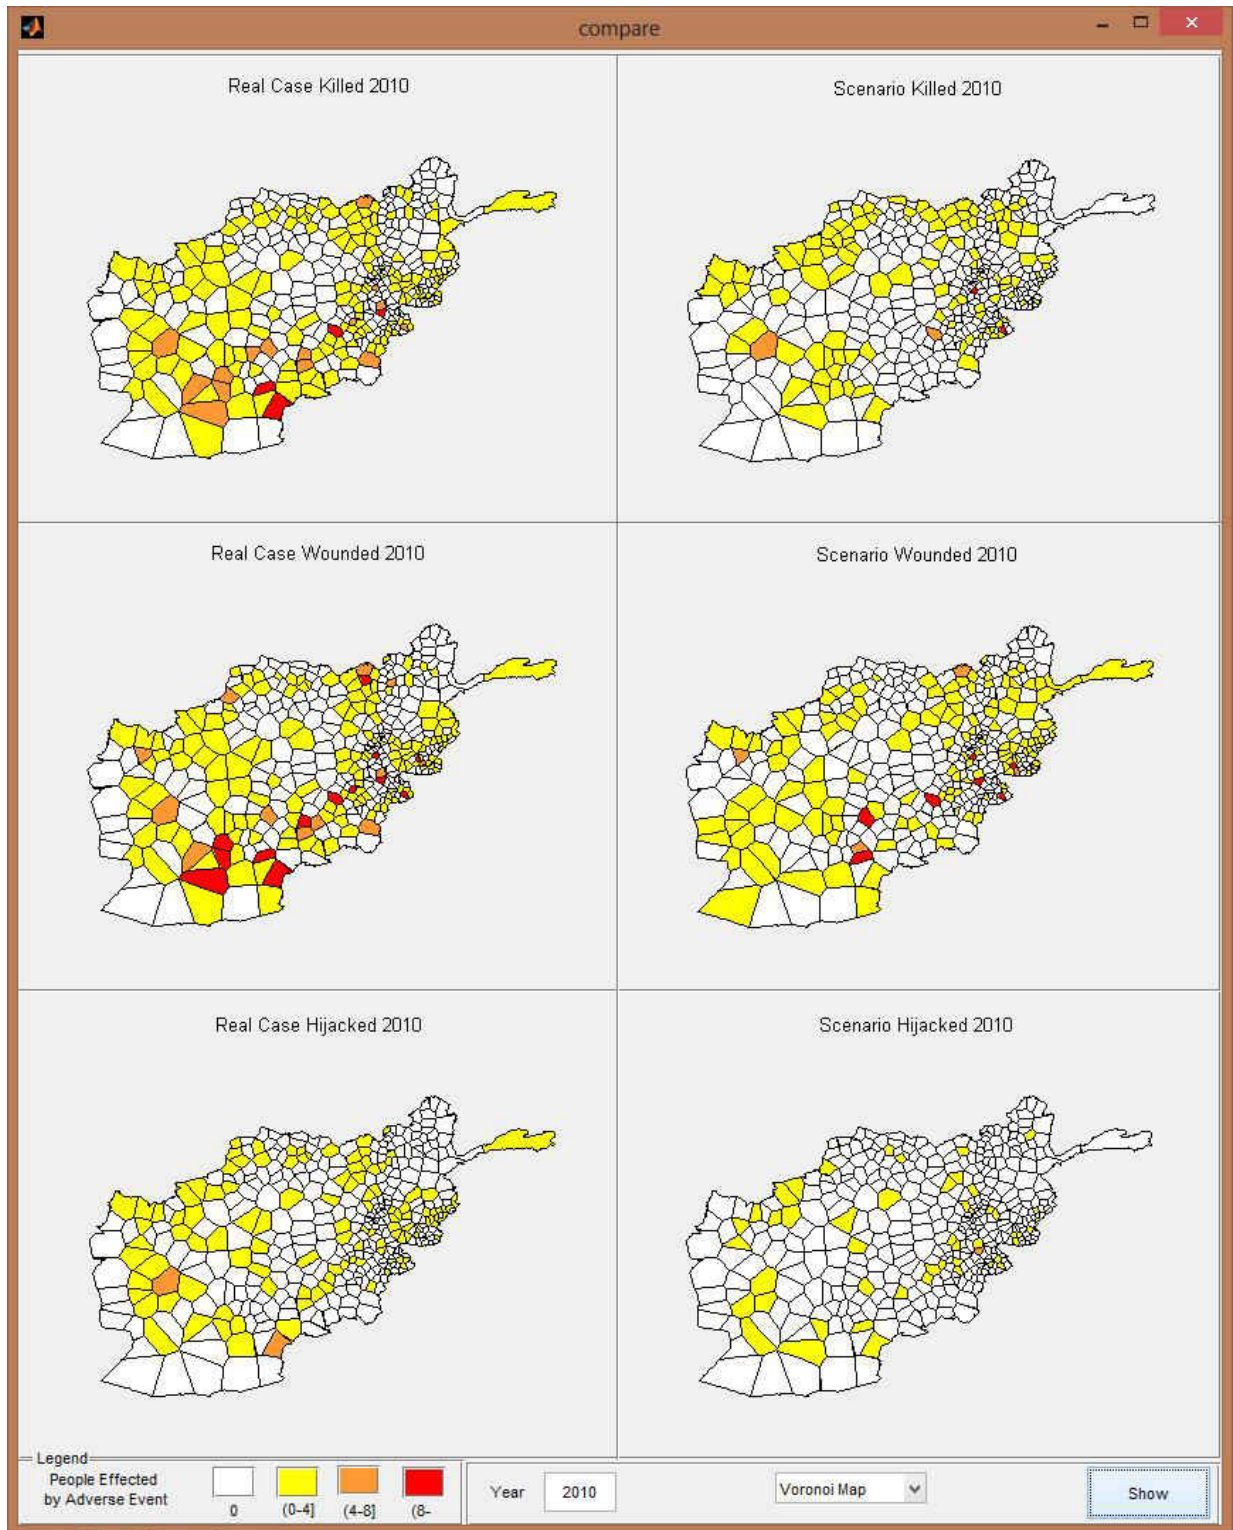 compare
Real Case Killed 2010
Scenario Killed 2010
Real Case Wounded 2010
Scenario Wounded 2010
Real Case Hijacked 2010
Scenario Hijacked 2010
Legend
People Effected
by Adverse Event
0
(0-4]
(4-8]
(8-
Year
2010
Voronoi Map
Show